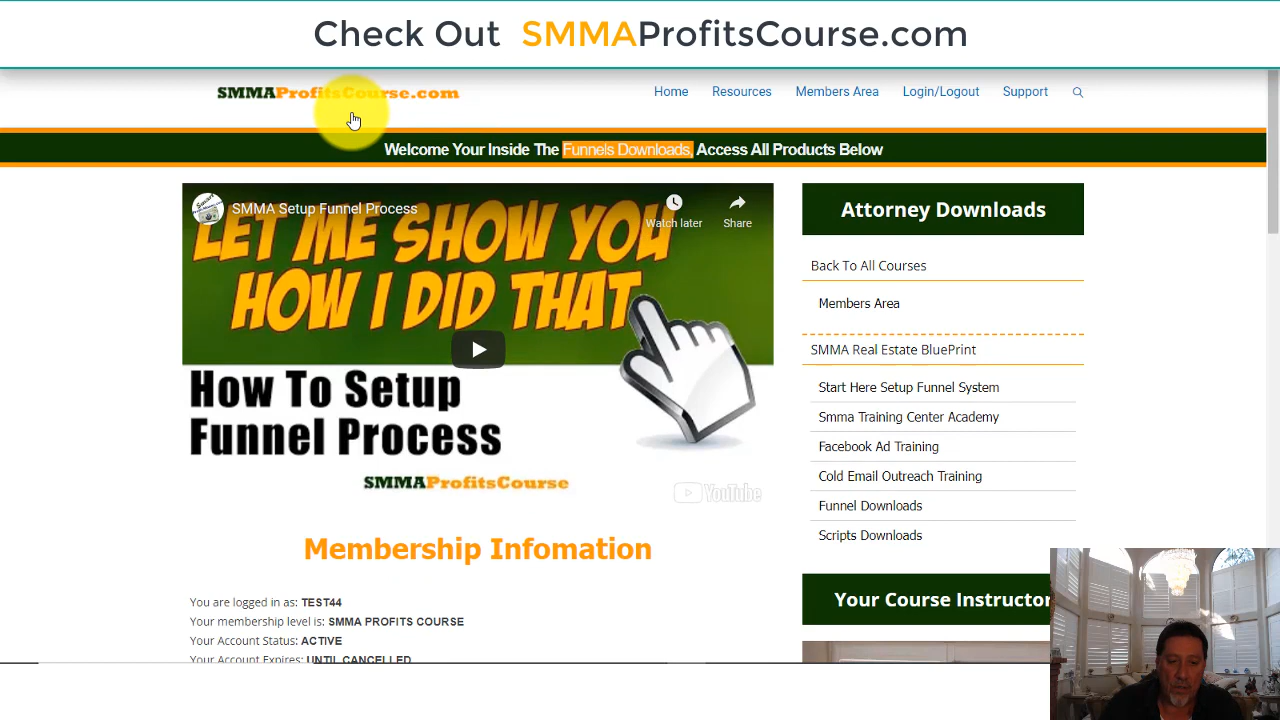 Check Out SMMAProfitsCourse.com
SMMAProfitsCourse.com
Home Resources Members Area Login/Logout Support
Welcome Your Inside The Funnels Downloads, Access All Products Below
SMMA Setup Funnel Process
Watch later
Share
LET ME SHOW YOU
HOW I DID THAT
How To Setup
Funnel Process
SMMAProfitsCourse
YouTube
Membership Infomation
You are logged in as: TEST44
Your membership level is: SMMA PROFITS COURSE
Your Account Status: ACTIVE
Your Account Expires: UNTIL CANCELLED
Attorney Downloads
Back To All Courses
Members Area
SMMA Real Estate BluePrint
Start Here Setup Funnel System
Smma Training Center Academy
Facebook Ad Training
Cold Email Outreach Training
Funnel Downloads
Scripts Downloads
Your Course Instructor